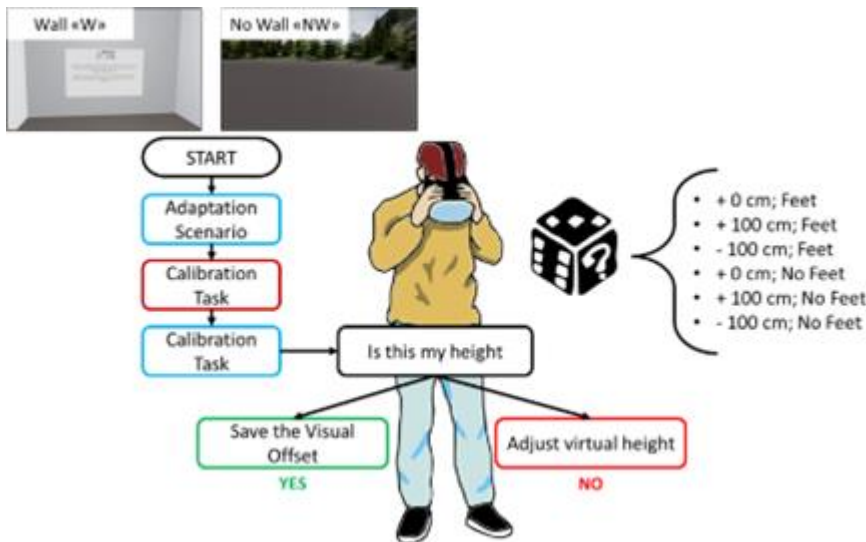 Wall «W»
No Wall «NW»
START
Adaptation
Scenario
Calibration
Task
Calibration
Task
Is this my height
Save the Visual
Offset
YES
Adjust virtual height
NO
• + 0 cm; Feet
• + 100 cm; Feet
• - 100 cm; Feet
• + 0 cm; No Feet
• + 100 cm; No Feet
• - 100 cm; No Feet
?